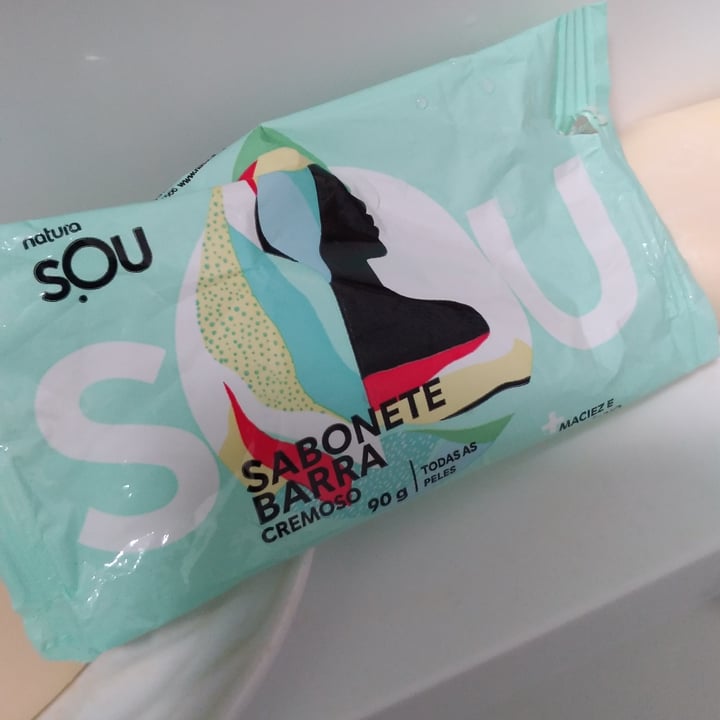 natura
SOU
SOU
SABONETE
BARRA
CREMOSO
90 g
TODAS AS
PELES
+ MACIEZ E